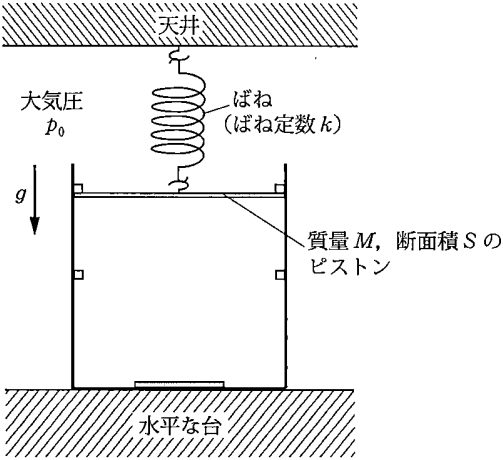 天井
大気圧
p₀
ばね
(ばね定数 k)
g
質量 M,断面積 S の
ピストン
水平な台